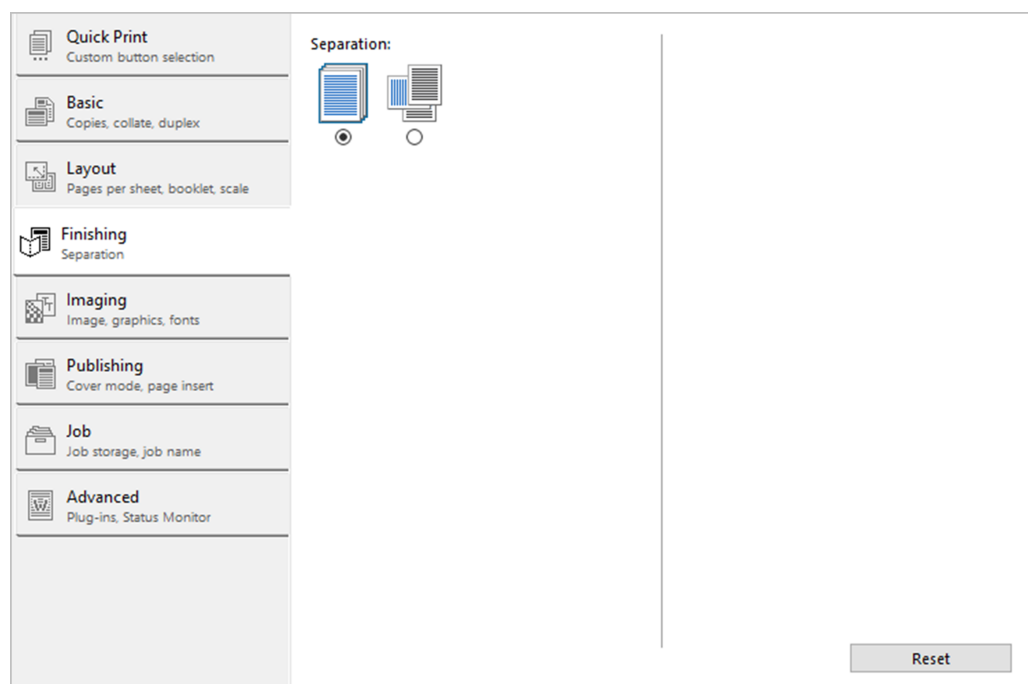 Quick Print
Custom button selection
Basic
Copies, collate, duplex
Layout
Pages per sheet, booklet, scale
Finishing
Separation
Imaging
Image, graphics, fonts
Publishing
Cover mode, page insert
Job
Job storage, job name
Advanced
Plug-ins, Status Monitor
Separation:
Reset